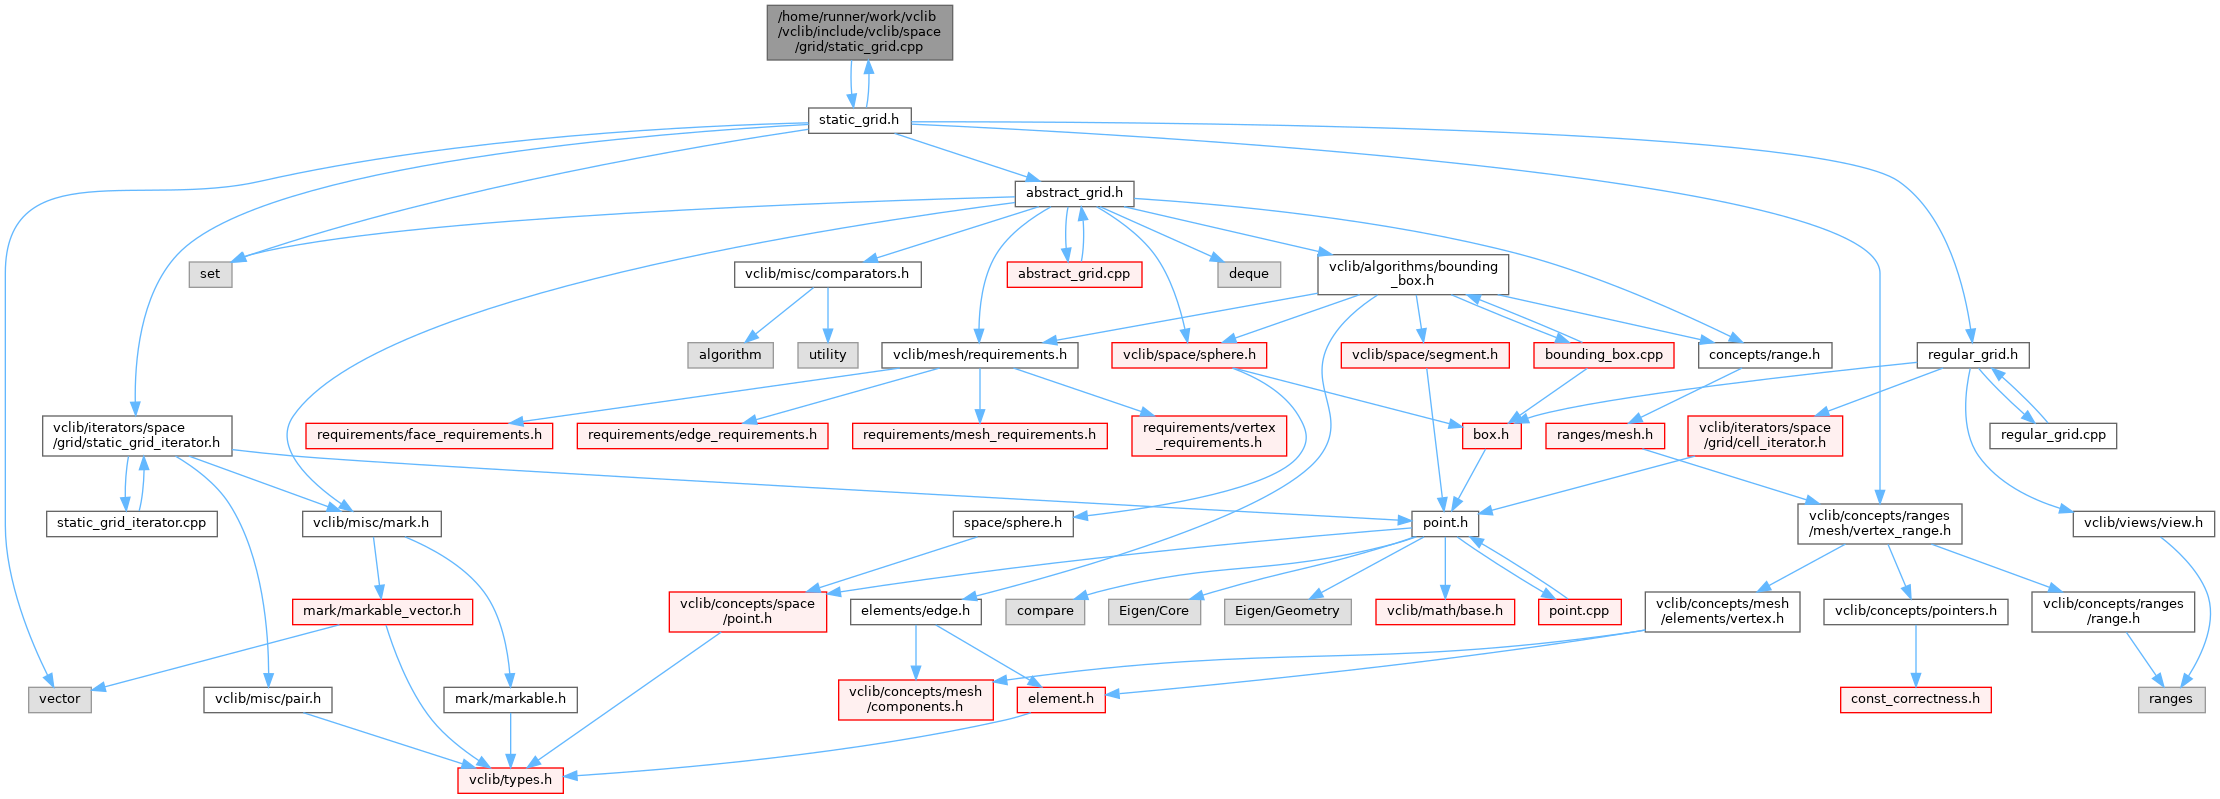 /home/runner/work/vclib
/vclib/include/vclib/space
/grid/static_grid.cpp
static_grid.h
abstract_grid.h
set
vclib/misc/comparators.h
abstract_grid.cpp
deque
vclib/algorithms/bounding
_box.h
algorithm
utility
vclib/mesh/requirements.h
vclib/space/sphere.h
vclib/space/segment.h
bounding_box.cpp
concepts/range.h
regular_grid.h
vclib/iterators/space
/grid/static_grid_iterator.h
requirements/face_requirements.h
requirements/edge_requirements.h
requirements/mesh_requirements.h
requirements/vertex
_requirements.h
box.h
ranges/mesh.h
vclib/iterators/space
/grid/cell_iterator.h
regular_grid.cpp
static_grid_iterator.cpp
vclib/misc/mark.h
space/sphere.h
point.h
vclib/concepts/ranges
/mesh/vertex_range.h
vclib/views/view.h
mark/markable_vector.h
vclib/concepts/space
/point.h
elements/edge.h
compare
Eigen/Core
Eigen/Geometry
vclib/math/base.h
point.cpp
vclib/concepts/mesh
/elements/vertex.h
vclib/concepts/pointers.h
vclib/concepts/ranges
/range.h
vector
vclib/misc/pair.h
mark/markable.h
vclib/concepts/mesh
/components.h
element.h
const_correctness.h
ranges
vclib/types.h